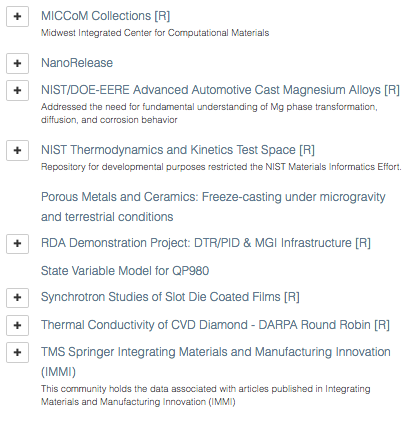 MICCoM Collections [R]
Midwest Integrated Center for Computational Materials
NanoRelease
NIST/DOE-EERE Advanced Automotive Cast Magnesium Alloys [R]
Addressed the need for fundamental understanding of Mg phase transformation,
diffusion, and corrosion behavior
NIST Thermodynamics and Kinetics Test Space [R]
Repository for developmental purposes restricted the NIST Materials Informatics Effort.
Porous Metals and Ceramics: Freeze-casting under microgravity
and terrestrial conditions
RDA Demonstration Project: DTR/PID & MGI Infrastructure [R]
State Variable Model for QP980
Synchrotron Studies of Slot Die Coated Films [R]
Thermal Conductivity of CVD Diamond - DARPA Round Robin [R]
TMS Springer Integrating Materials and Manufacturing Innovation
(IMMI)
This community holds the data associated with articles published in Integrating
Materials and Manufacturing Innovation (IMMI)